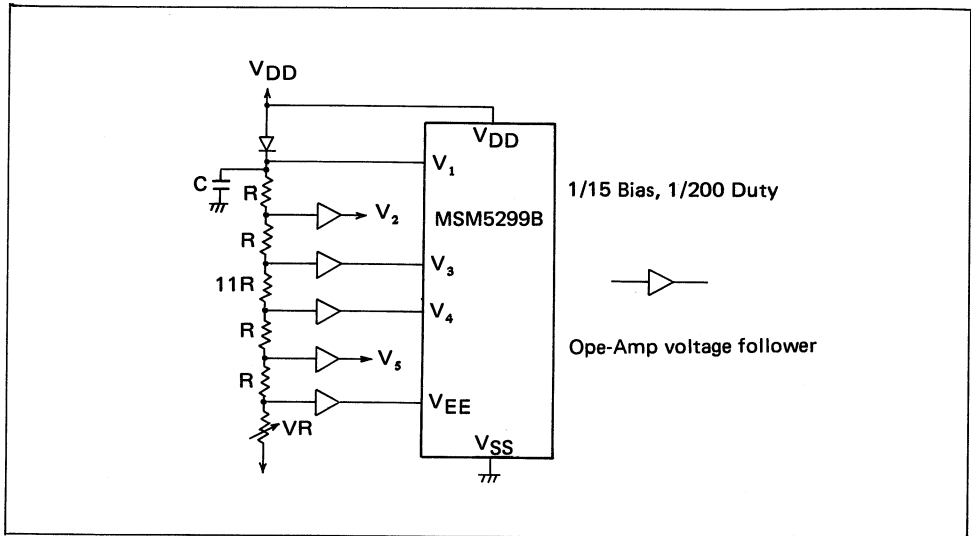 VDD
VDD
V1
C
R
1/15 Bias, 1/200 Duty
V2
MSM5299B
R
V3
11R
V4
R
Ope-Amp voltage follower
V5
R
VEE
VR
VSS